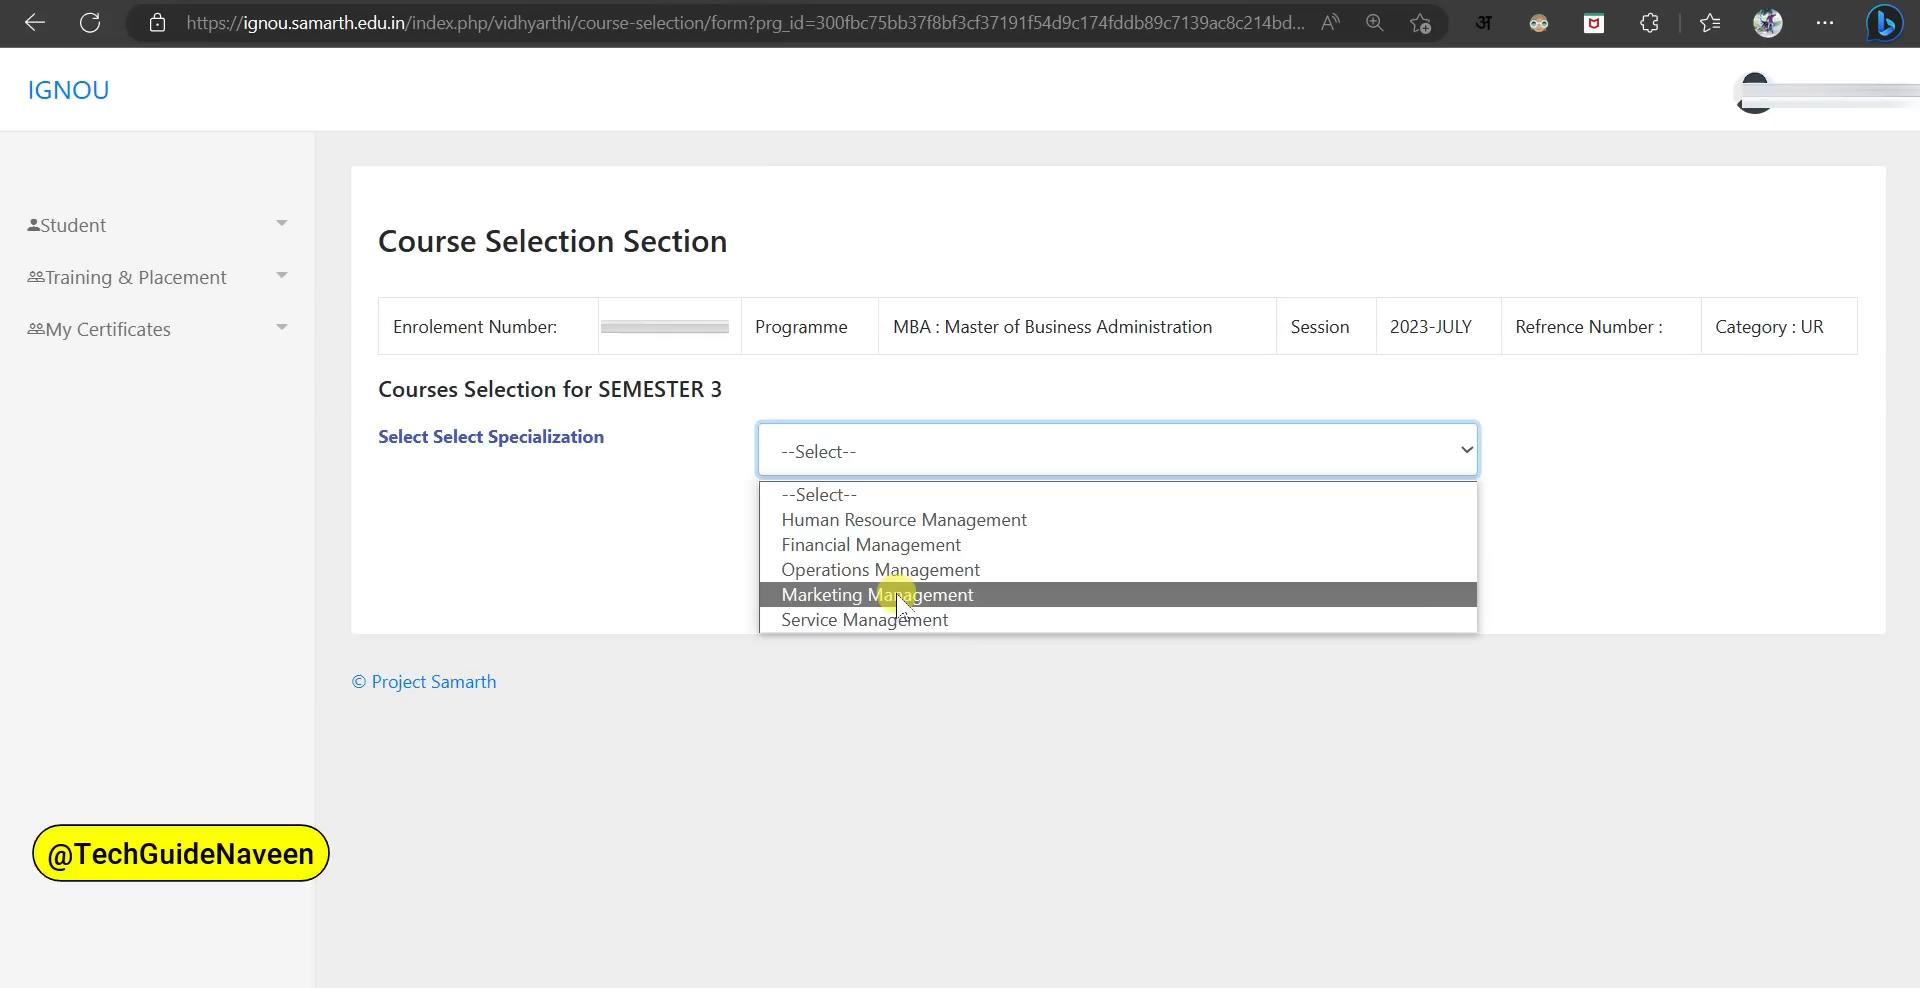 https://ignou.samarth.edu.in/index.php/vidhyarthi/course-selection/form?prg_id=300fbc75bb37f8bf3cf37191f54d9c174fddb89c7139ac8c214bd...
अ
IGNOU
Student
Training & Placement
My Certificates
Course Selection Section
Enrolement Number: Programme MBA : Master of Business Administration Session 2023-JULY Refrence Number : Category : UR
Courses Selection for SEMESTER 3
Select Select Specialization
--Select--
--Select--
Human Resource Management
Financial Management
Operations Management
Marketing Management
Service Management
© Project Samarth
@TechGuideNaveen